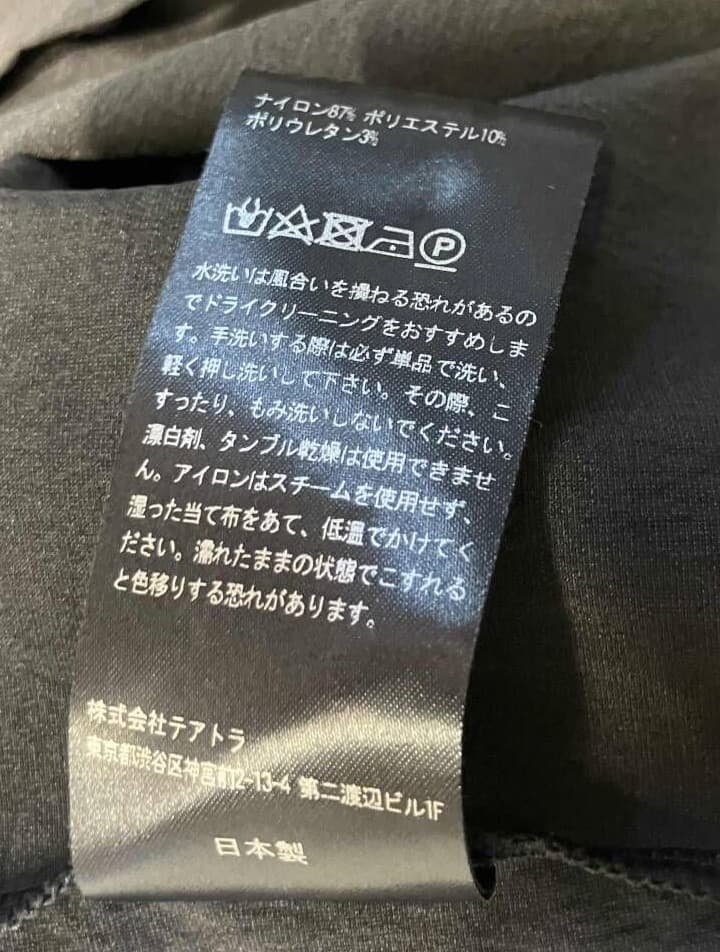 ナイロン87% ポリエステル10%
ポリウレタン3%
P
水洗いは風合いを損ねる恐れがあるの
でドライクリーニングをおすすめしま
す。手洗いする際は必ず単品で洗い、
軽く押し洗いして下さい。その際、こ
すったり、もみ洗いしないでください。
漂白剤、タンブル乾燥は使用できませ
ん。アイロンはスチームを使用せず、
湿った当て布をあて、低温でかけてく
ださい。濡れたままの状態でこすれる
と色移りする恐れがあります。
株式会社テアトラ
東京都渋谷区神宮前2-13-4 第二渡辺ビル1F
日本製